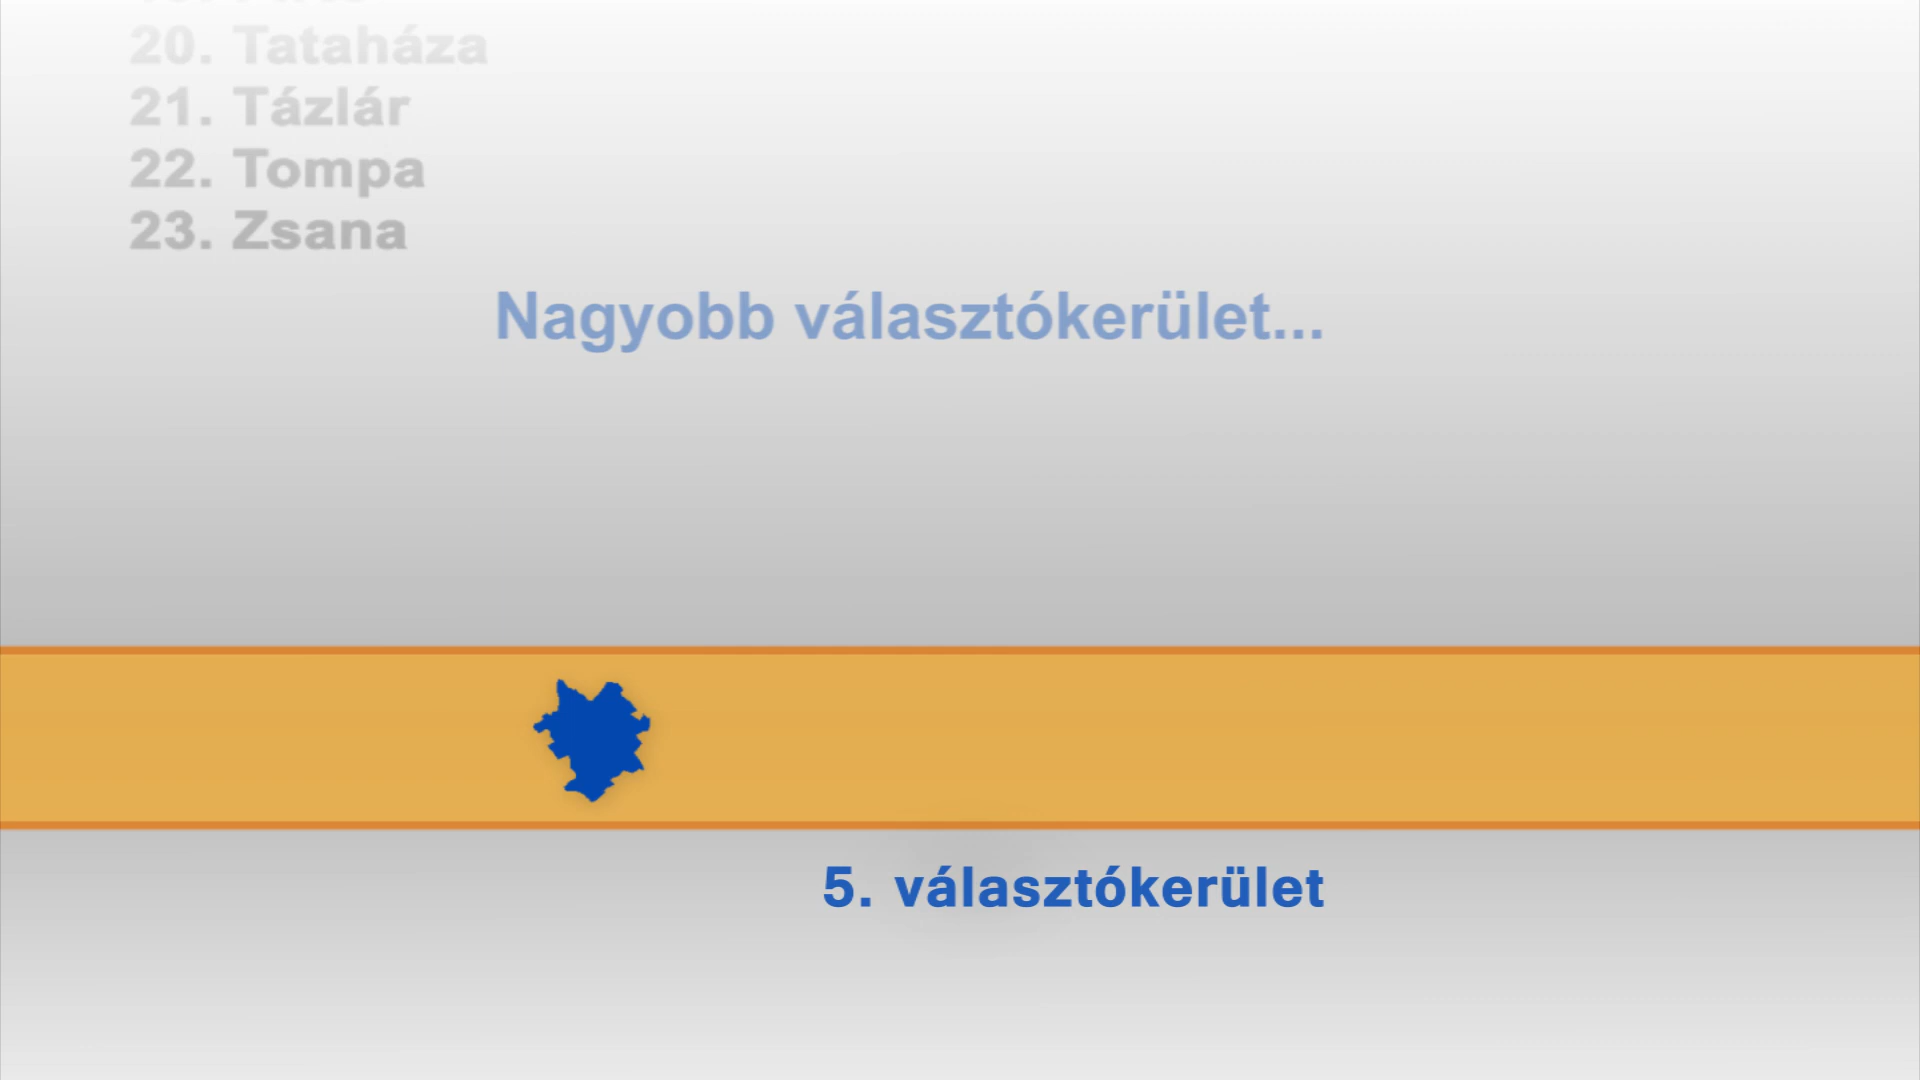 20. Tataháza
21. Tázlár
22. Tompa
23. Zsana
Nagyobb választókerület...
5. választókerület